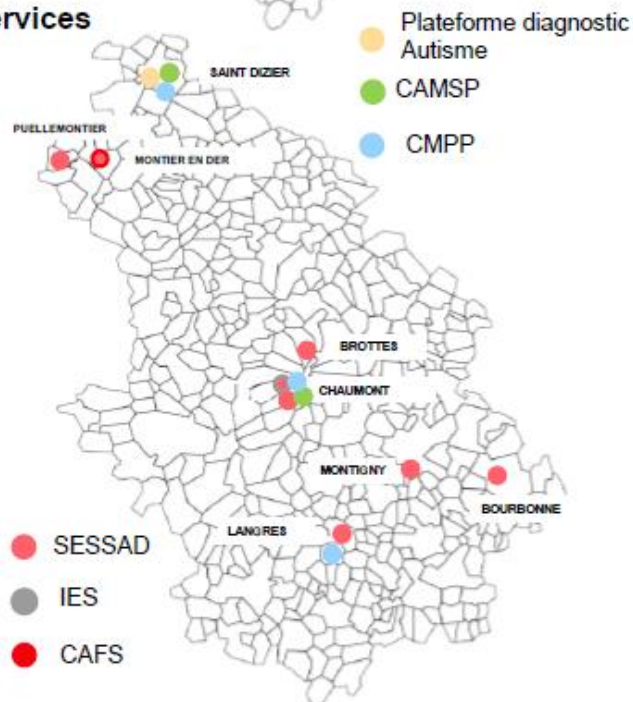 ervices
Plateforme diagnostic
Autisme
CAMSP
CMPP
SAINT DIZIER
PUELLEMONTIER
MONTIER EN DER
BROTTES
CHAUMONT
MONTIGNY
BOURBONNE
LANGRES
SESSAD
IES
CAFS